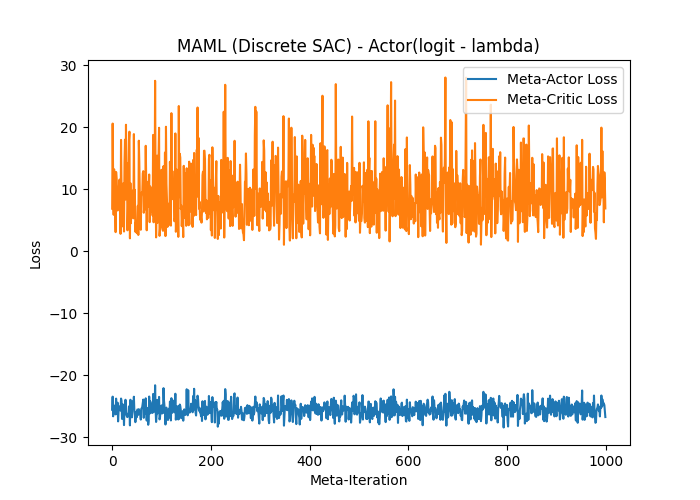 MAML (Discrete SAC) - Actor(logit - lambda)
Meta-Actor Loss
Meta-Critic Loss
30
20
10
0
−10
−20
−30
Loss
0
200
400
600
800
1000
Meta-Iteration